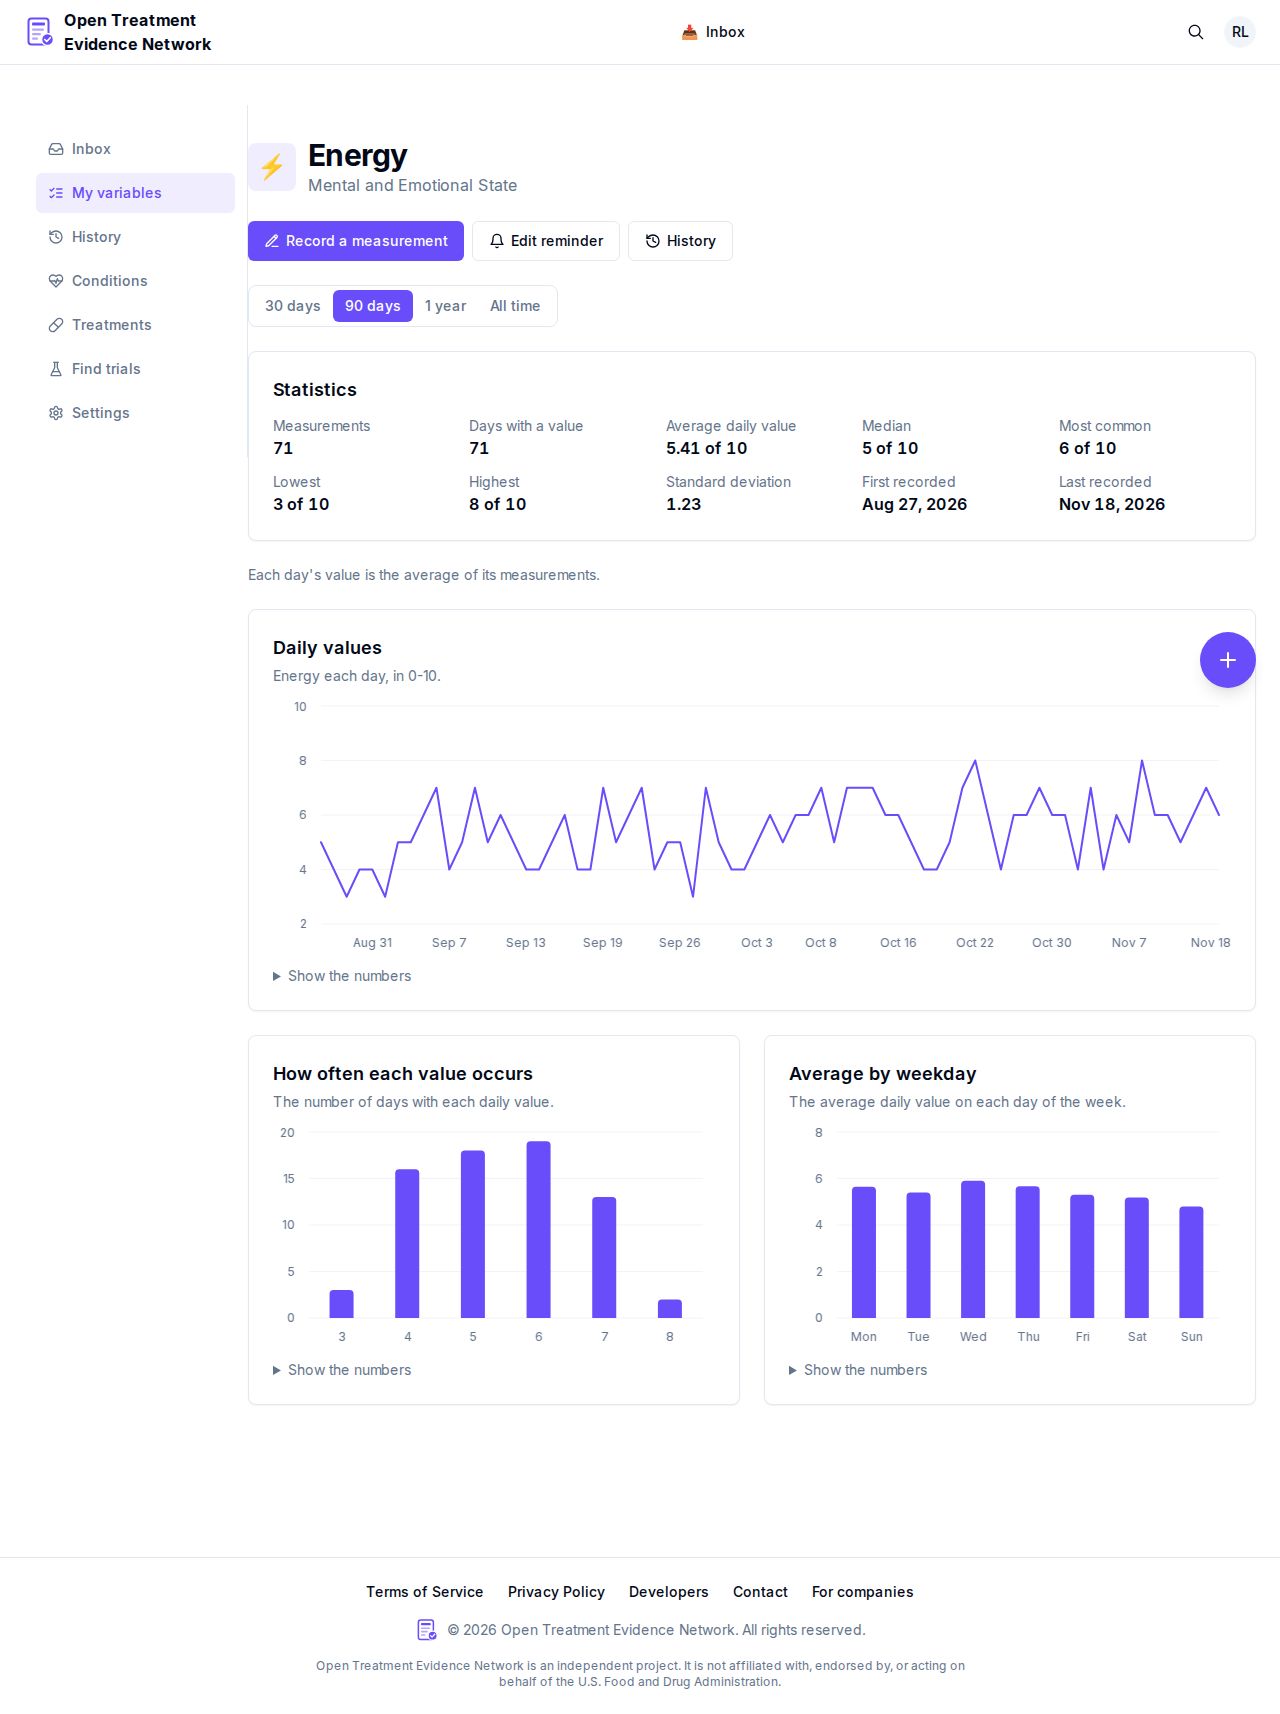 Open Treatment
Evidence Network
Inbox
RL
Inbox
My variables
History
Conditions
Treatments
Find trials
Settings
Energy
Mental and Emotional State
Record a measurement
Edit reminder
History
30 days
90 days
1 year
All time
Statistics
Measurements
71
Days with a value
71
Average daily value
5.41 of 10
Median
5 of 10
Most common
6 of 10
Lowest
3 of 10
Highest
8 of 10
Standard deviation
1.23
First recorded
Aug 27, 2026
Last recorded
Nov 18, 2026
Each day's value is the average of its measurements.
Daily values
Energy each day, in 0-10.
10
8
6
4
2
Aug 31 Sep 7 Sep 13 Sep 19 Sep 26 Oct 3 Oct 8 Oct 16 Oct 22 Oct 30 Nov 7 Nov 18
Show the numbers
How often each value occurs
The number of days with each daily value.
20
15
10
5
0
3 4 5 6 7 8
Show the numbers
Average by weekday
The average daily value on each day of the week.
8
6
4
2
0
Mon Tue Wed Thu Fri Sat Sun
Show the numbers
Terms of Service Privacy Policy Developers Contact For companies
© 2026 Open Treatment Evidence Network. All rights reserved.
Open Treatment Evidence Network is an independent project. It is not affiliated with, endorsed by, or acting on
behalf of the U.S. Food and Drug Administration.